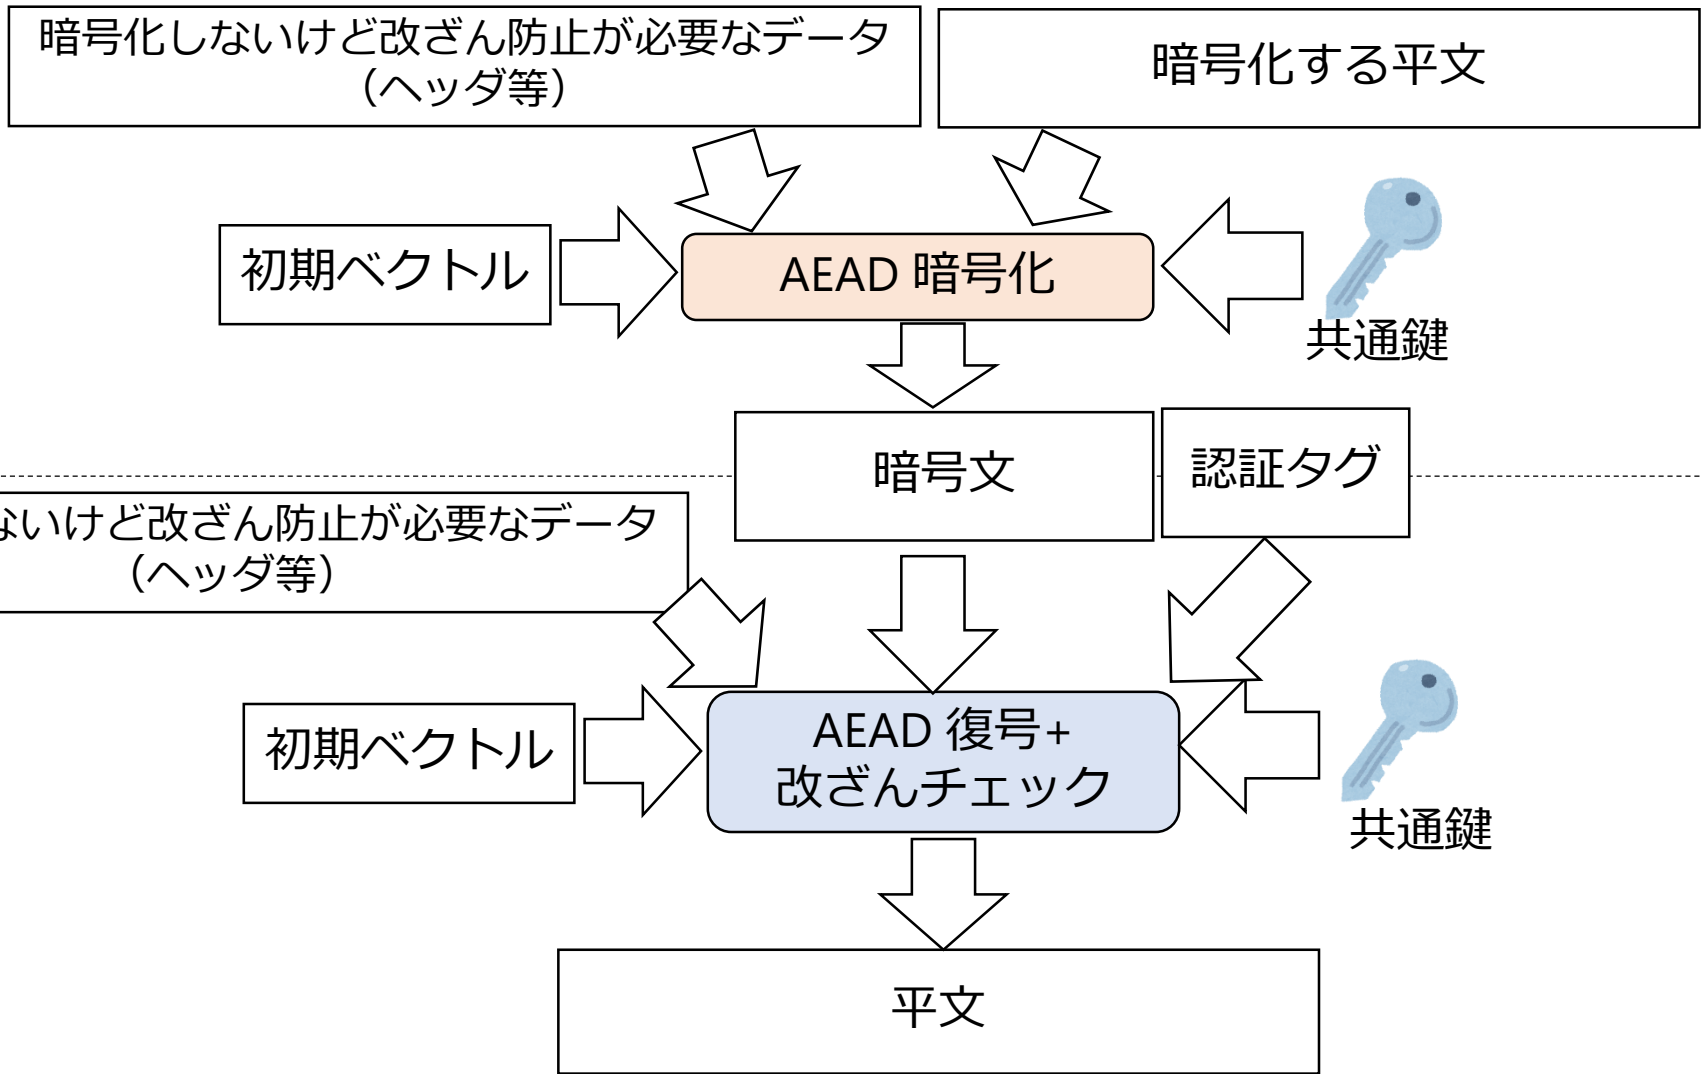 暗号化しないけど改ざん防止が必要なデータ
（ヘッダ等）
暗号化する平文
初期ベクトル
AEAD 暗号化
共通鍵
暗号文
認証タグ
ないけど改ざん防止が必要なデータ
（ヘッダ等）
初期ベクトル
AEAD 復号+
改ざんチェック
共通鍵
平文